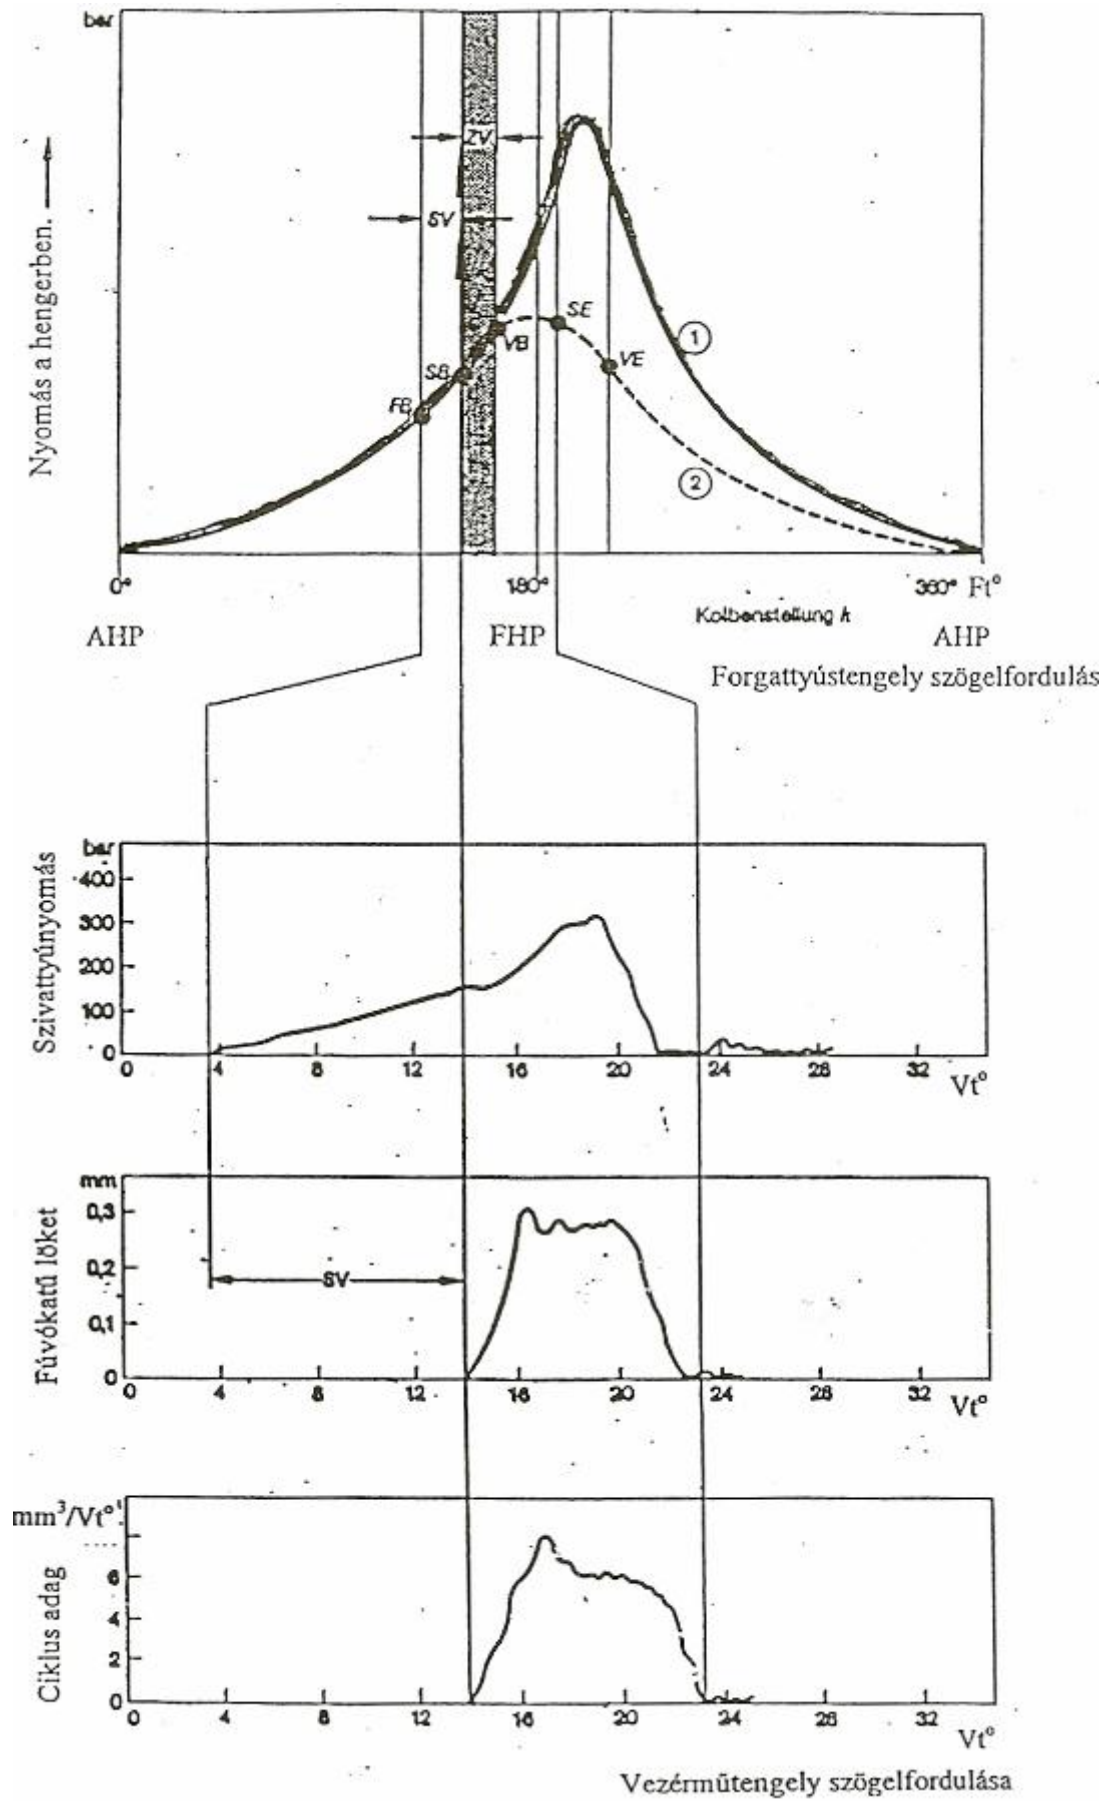 bar
Nyomás a hengerben.
ZV
SV
SE
VB
1
SB
VE
FB
2
0° 180° 360° Ft°
Kolbenstellung k
AHP FHP AHP
Forgattyústengely szögelfordulás
bar
Szivattyúnyomás
400
300
200
100
0
4 8 12 16 20 24 28 32
Vt°
mm
Fúvókatű löket
0,3
0,2
SV
0,1
0
0 4 8 12 16 20 24 28 32
Vt°
mm³/Vt°
Ciklus adag
6
4
2
0
0 4 8 12 16 20 24 28 32
Vt°
Vezérműtengely szögelfordulása